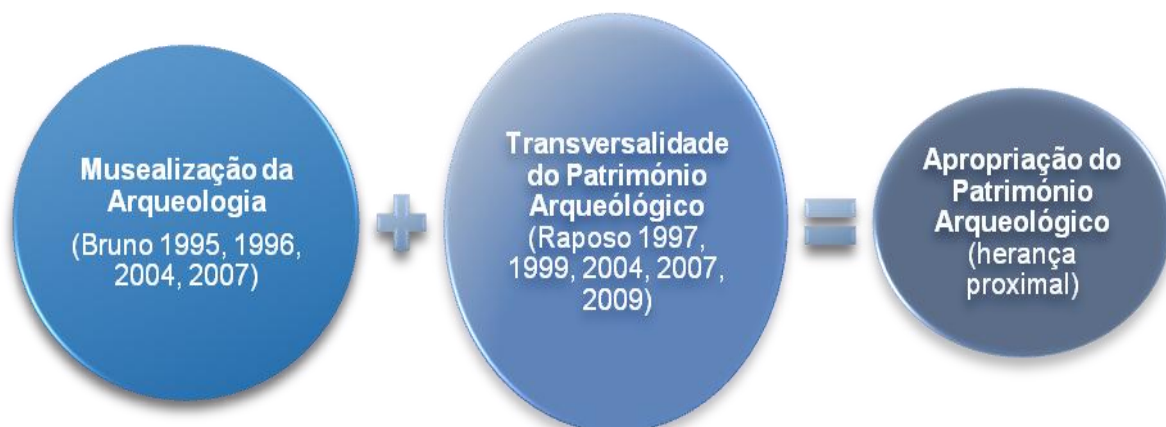 Musealização da
Arqueologia
(Bruno 1995, 1996,
2004, 2007)
+
Transversalidade
do Património
Arqueólógico
(Raposo 1997,
1999, 2004, 2007,
2009)
=
Apropriação do
Património
Arqueológico
(herança
proximal)